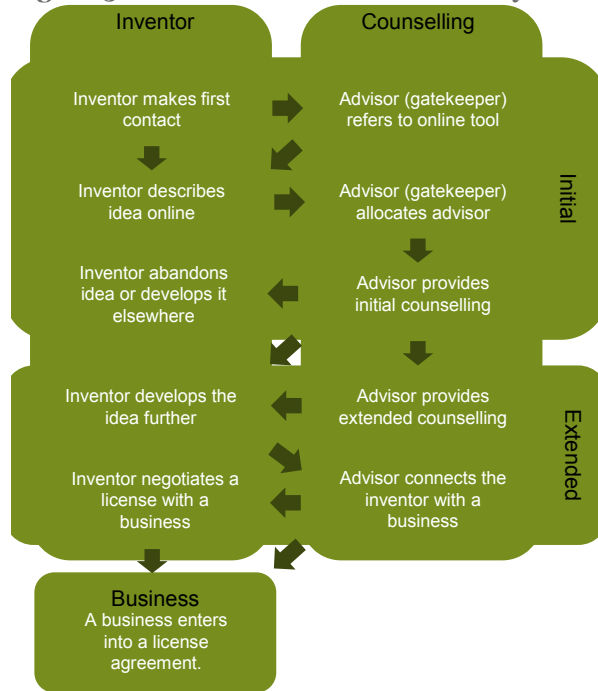 Inventor
Counselling
Inventor makes first
contact
Advisor (gatekeeper)
refers to online tool
Inventor describes
idea online
Advisor (gatekeeper)
allocates advisor
Initial
Inventor abandons
idea or develops it
elsewhere
Advisor provides
initial counselling
Inventor develops the
idea further
Advisor provides
extended counselling
Extended
Inventor negotiates a
license with a
business
Advisor connects the
inventor with a
business
Business
A business enters
into a license
agreement.